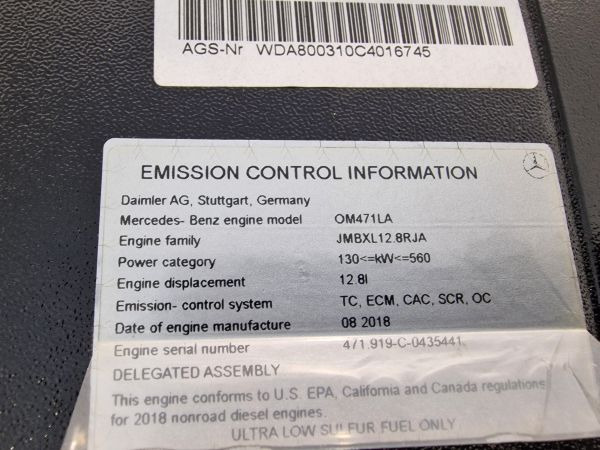 AGS-Nr WDA800310C4016745
EMISSION CONTROL INFORMATION
Daimler AG, Stuttgart, Germany
Mercedes- Benz engine model OM471LA
Engine family JMBXL12.8RJA
Power category 130<=kW<=560
Engine displacement 12.8l
Emission- control system TC, ECM, CAC, SCR, OC
Date of engine manufacture 08 2018
Engine serial number 471.919-C-0435441
DELEGATED ASSEMBLY
This engine conforms to U.S. EPA, California and Canada regulations
for 2018 nonroad diesel engines.
ULTRA LOW SULFUR FUEL ONLY